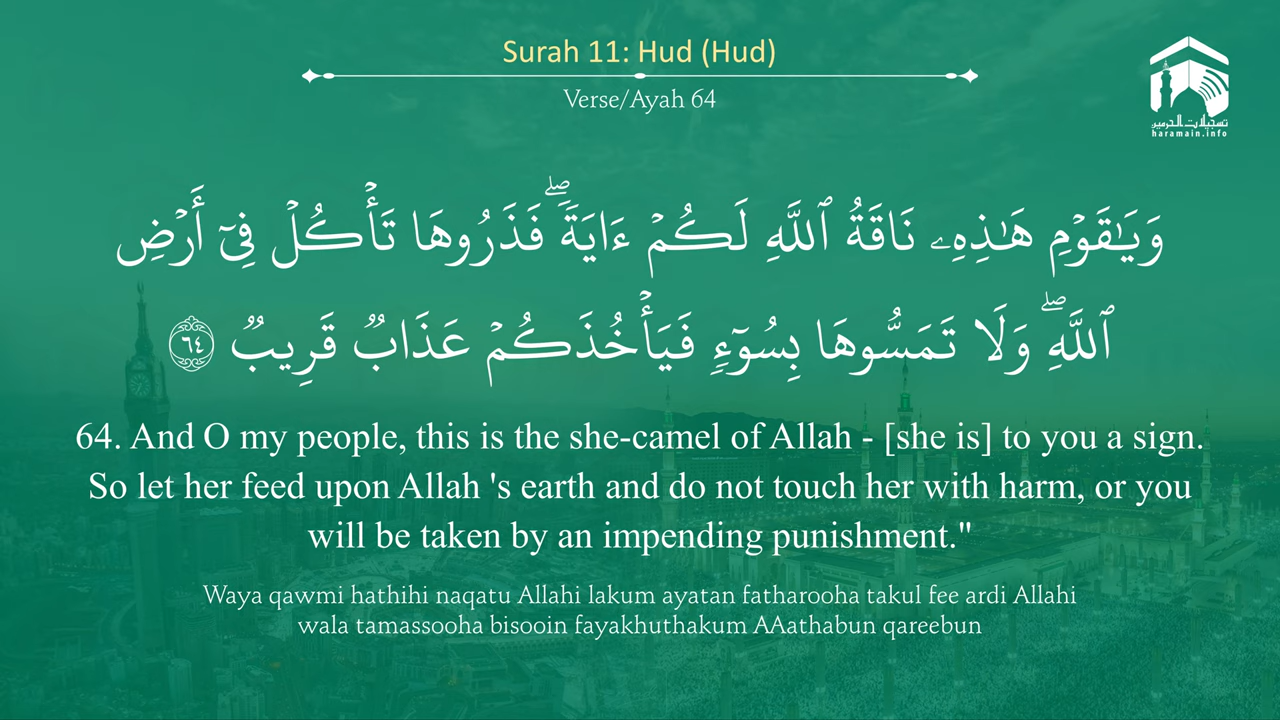 Surah 11: Hud (Hud)
Verse/Ayah 64
تسجيلات الحرمين
haramain.info
وَيَـٰقَوْمِ هَـٰذِهِۦ نَاقَةُ ٱللَّهِ لَكُمْ ءَايَةً ۖ فَذَرُوهَا تَأْكُلْ فِىٓ أَرْضِ
ٱللَّهِ ۖ وَلَا تَمَسُّوهَا بِسُوٓءٍ فَيَأْخُذَكُمْ عَذَابٌ قَرِيبٌ ٦٤
64. And O my people, this is the she-camel of Allah - [she is] to you a sign.
So let her feed upon Allah 's earth and do not touch her with harm, or you
will be taken by an impending punishment."
Waya qawmi hathihi naqatu Allahi lakum ayatan fatharooha takul fee ardi Allahi
wala tamassooha bisooin fayakhuthakum AAathabun qareebun